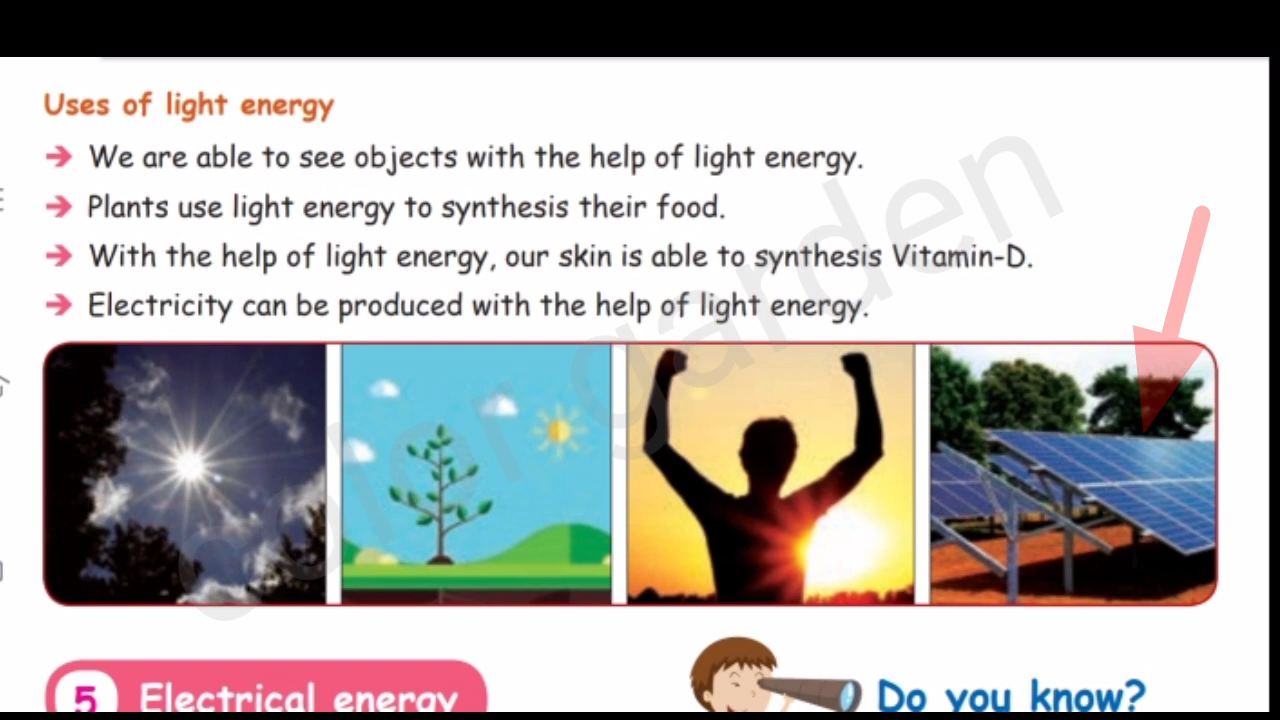 Uses of light energy
➔ We are able to see objects with the help of light energy.
➔ Plants use light energy to synthesis their food.
➔ With the help of light energy, our skin is able to synthesis Vitamin-D.
➔ Electricity can be produced with the help of light energy.
garden
5 Electrical energy
Do you know?